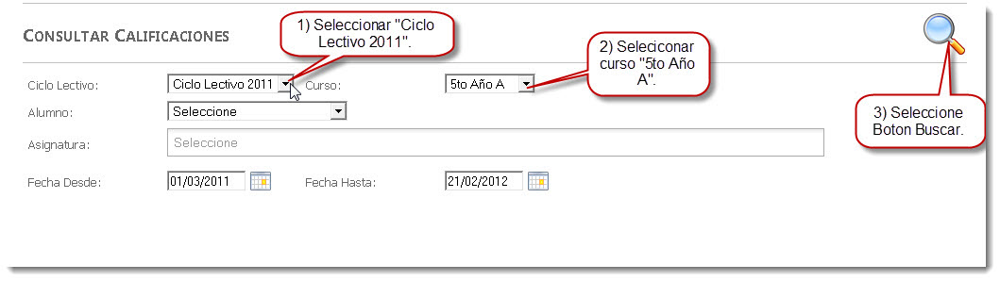 1) Seleccionar "Ciclo
Lectivo 2011".
CONSULTAR CALIFICACIONES
2) Seleciconar
curso "5to Año
A".
Ciclo Lectivo:
Ciclo Lectivo 2011
Curso:
5to Año A
3) Seleccione
Boton Buscar.
Alumno:
Seleccione
Asignatura:
Seleccione
Fecha Desde:
01/03/2011
Fecha Hasta:
21/02/2012